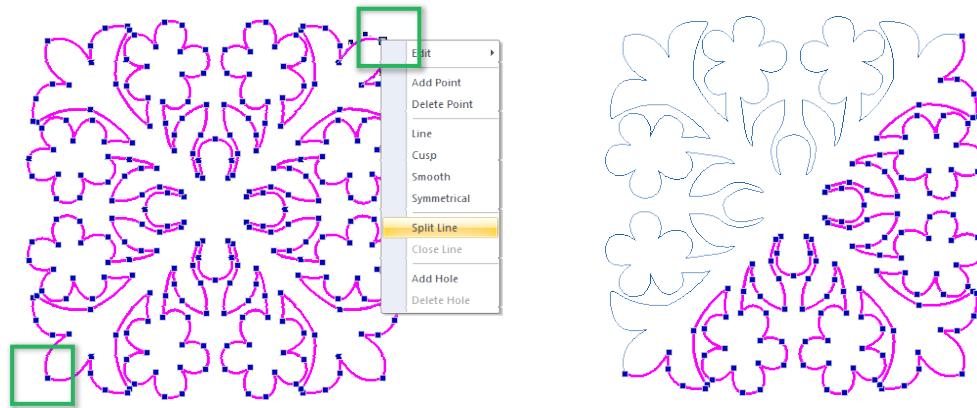 Edit
Add Point
Delete Point
Line
Cusp
Smooth
Symmetrical
Split Line
Close Line
Add Hole
Delete Hole